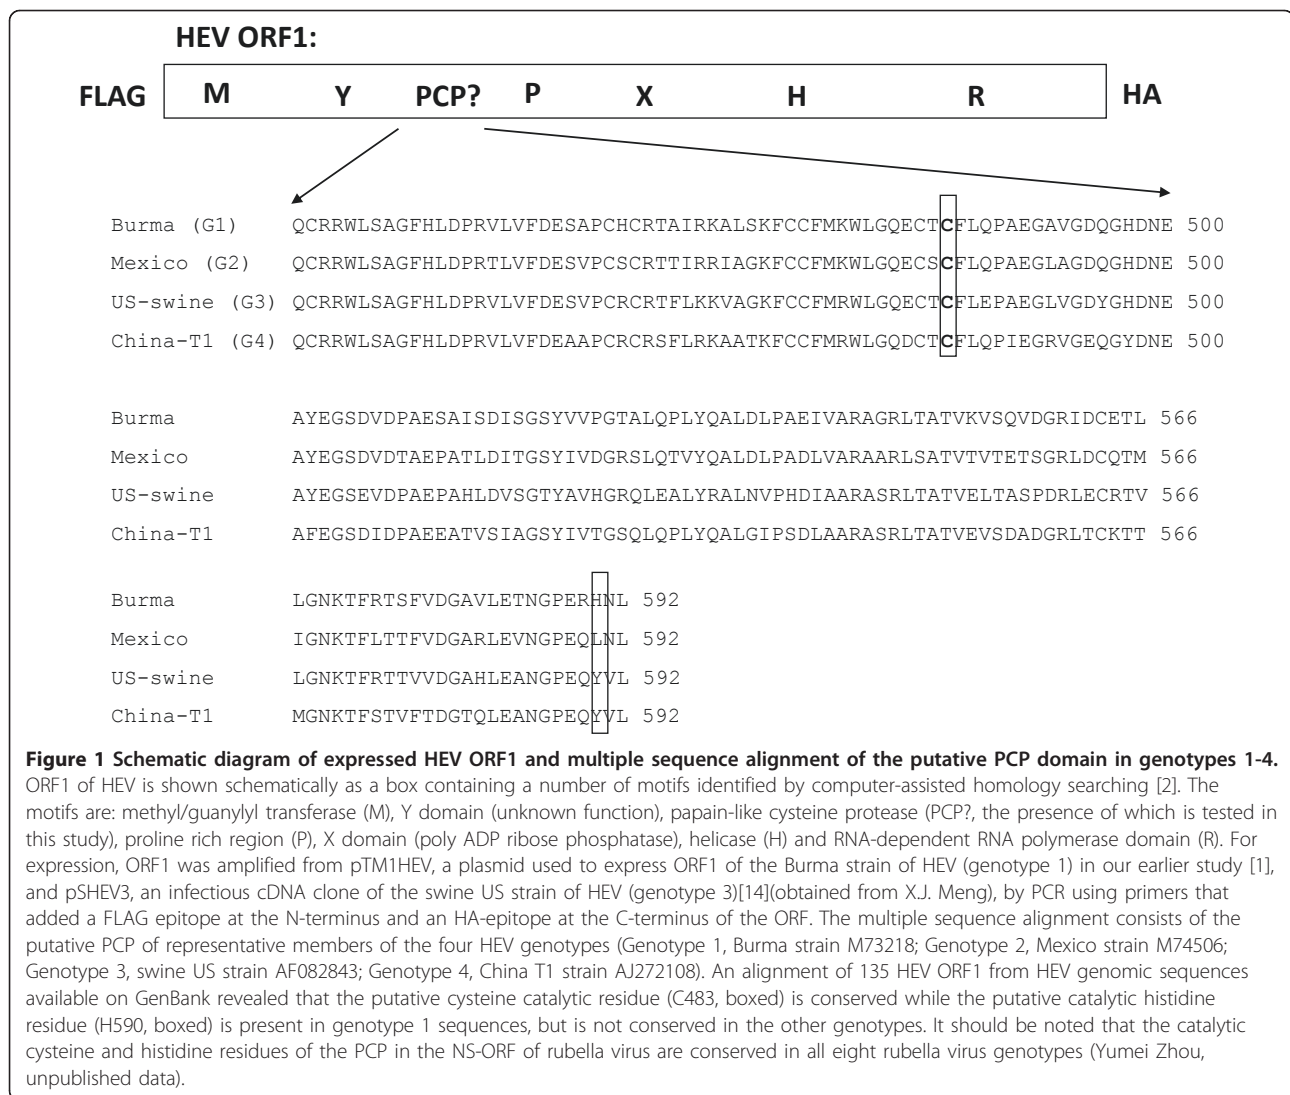 HEV ORF1:
FLAG M Y PCP? P X H R HA
Burma (G1) QCRRWLSAGFHLDPRVLVFDESAPCHCRTAIRKALSKFCCFMKWLGQECTCFLQPAEGAVGDQGHDNE 500
Mexico (G2) QCRRWLSAGFHLDPRTLVFDESVPCSCRTTIRRIAGKFCCFMKWLGQECSCFLQPAEGLAGDQGHDNE 500
US-swine (G3) QCRRWLSAGFHLDPRVLVFDESVPCRCRTFLKKVAGKFCCFMRWLGQECTCFLEPAEGLVGDYGHDNE 500
China-T1 (G4) QCRRWLSAGFHLDPRVLVFDEAAPCRCRSFLRKAATKFCCFMRWLGQDCTCFLQPIEGRVGEQGYDNE 500
Burma AYEGSDVDPAESAISDISGSYVVPGTALQPLYQALDLPAEIVARAGRLTATVKVSQVDGRIDCETL 566
Mexico AYEGSDVDTAEPATLDITGSYIVDGRSLQTVYQALDLPADLVARAARLSATVTVTETSGRLDCQTM 566
US-swine AYEGSEVDPAEPAHLDVSGTYAVHGRQLEALYRALNVPHDIAARASRLTATVELTASPDRLECRTV 566
China-T1 AFEGSDIDPAEEATVSIAGSYIVTGSQLQPLYQALGIPSDLAARASRLTATVEVSDADGRLTCKTT 566
Burma LGNKTFRTSFVDGAVLETNGPERHNL 592
Mexico IGNKTFLTTFVDGARLEVNGPEQLNL 592
US-swine LGNKTFRTTVVDGAHLEANGPEQYVL 592
China-T1 MGNKTFSTVFTDGTQLEANGPEQYVL 592
Figure 1 Schematic diagram of expressed HEV ORF1 and multiple sequence alignment of the putative PCP domain in genotypes 1-4.
ORF1 of HEV is shown schematically as a box containing a number of motifs identified by computer-assisted homology searching [2]. The
motifs are: methyl/guanylyl transferase (M), Y domain (unknown function), papain-like cysteine protease (PCP?, the presence of which is tested in
this study), proline rich region (P), X domain (poly ADP ribose phosphatase), helicase (H) and RNA-dependent RNA polymerase domain (R). For
expression, ORF1 was amplified from pTM1HEV, a plasmid used to express ORF1 of the Burma strain of HEV (genotype 1) in our earlier study [1],
and pSHEV3, an infectious cDNA clone of the swine US strain of HEV (genotype 3)[14](obtained from X.J. Meng), by PCR using primers that
added a FLAG epitope at the N-terminus and an HA-epitope at the C-terminus of the ORF. The multiple sequence alignment consists of the
putative PCP of representative members of the four HEV genotypes (Genotype 1, Burma strain M73218; Genotype 2, Mexico strain M74506;
Genotype 3, swine US strain AF082843; Genotype 4, China T1 strain AJ272108). An alignment of 135 HEV ORF1 from HEV genomic sequences
available on GenBank revealed that the putative cysteine catalytic residue (C483, boxed) is conserved while the putative catalytic histidine
residue (H590, boxed) is present in genotype 1 sequences, but is not conserved in the other genotypes. It should be noted that the catalytic
cysteine and histidine residues of the PCP in the NS-ORF of rubella virus are conserved in all eight rubella virus genotypes (Yumei Zhou,
unpublished data).